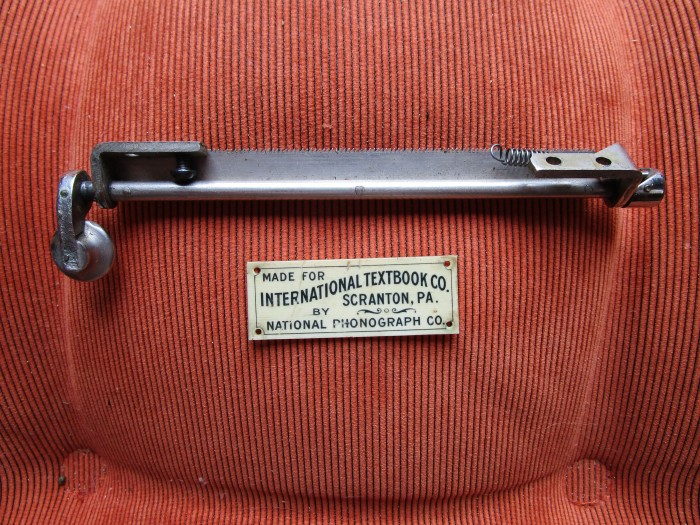 MADE FOR
INTERNATIONAL TEXTBOOK CO.
SCRANTON, PA.
BY
NATIONAL PHONOGRAPH CO.